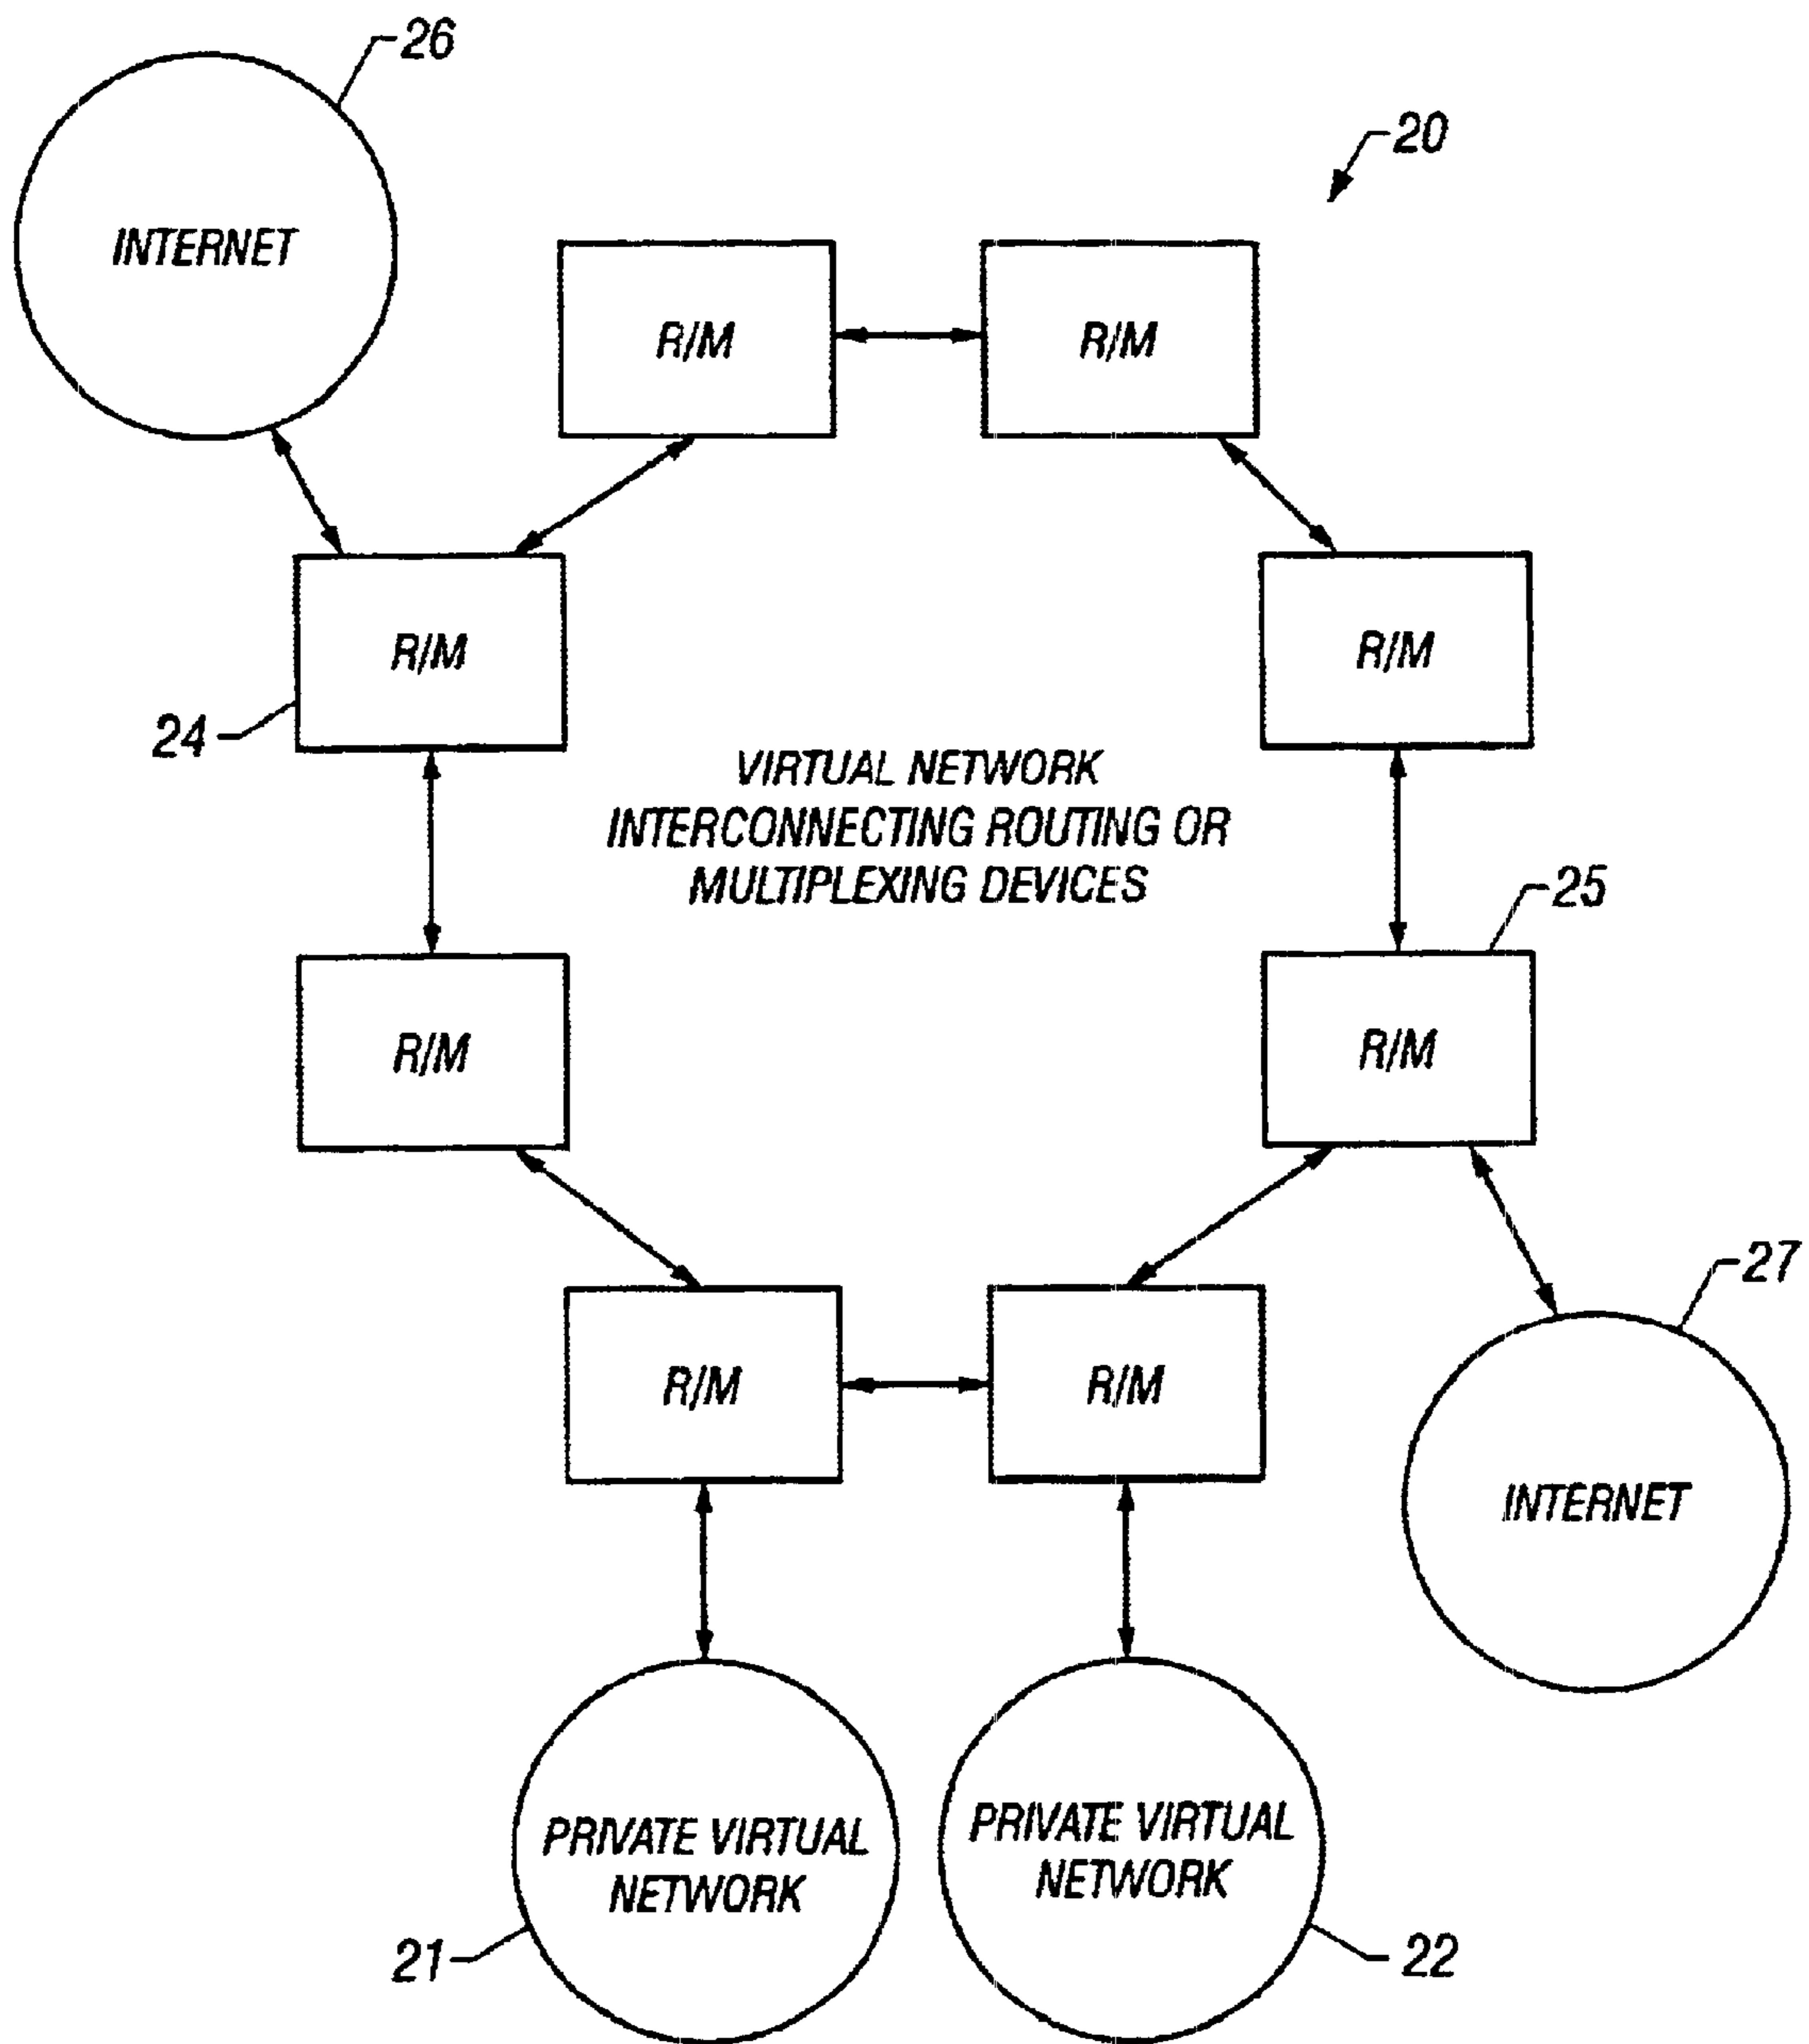 26
20
INTERNET
R/M
R/M
R/M
R/M
24
VIRTUAL NETWORK
INTERCONNECTING ROUTING OR
MULTIPLEXING DEVICES
25
R/M
R/M
27
R/M
R/M
INTERNET
PRIVATE VIRTUAL
NETWORK
PRIVATE VIRTUAL
NETWORK
21
22